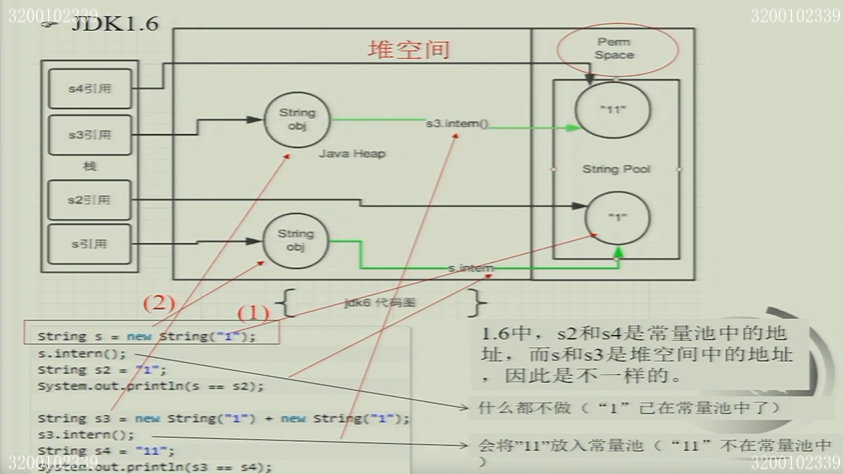 3200102339
3200102339
☞ JDK1.6
堆空间
Perm
Space
s4引用
String
obj
"11"
s3引用
s3.intern()
Java Heap
栈
String Pool
s2引用
"1"
s引用
String
obj
s.intern
(2)
(1)
{ jdk6 代码图 }
String s = new String("1");
s.intern();
String s2 = "1";
System.out.println(s == s2);
String s3 = new String("1") + new String("1");
s3.intern();
String s4 = "11";
System.out.println(s3 == s4);
1.6中，s2和s4是常量池中的地
址，而s和s3是堆空间中的地址
，因此是不一样的。
什么都不做（“1”已在常量池中了）
会将”11”放入常量池（“11”不在常量池中
）
3200102339
3200102339